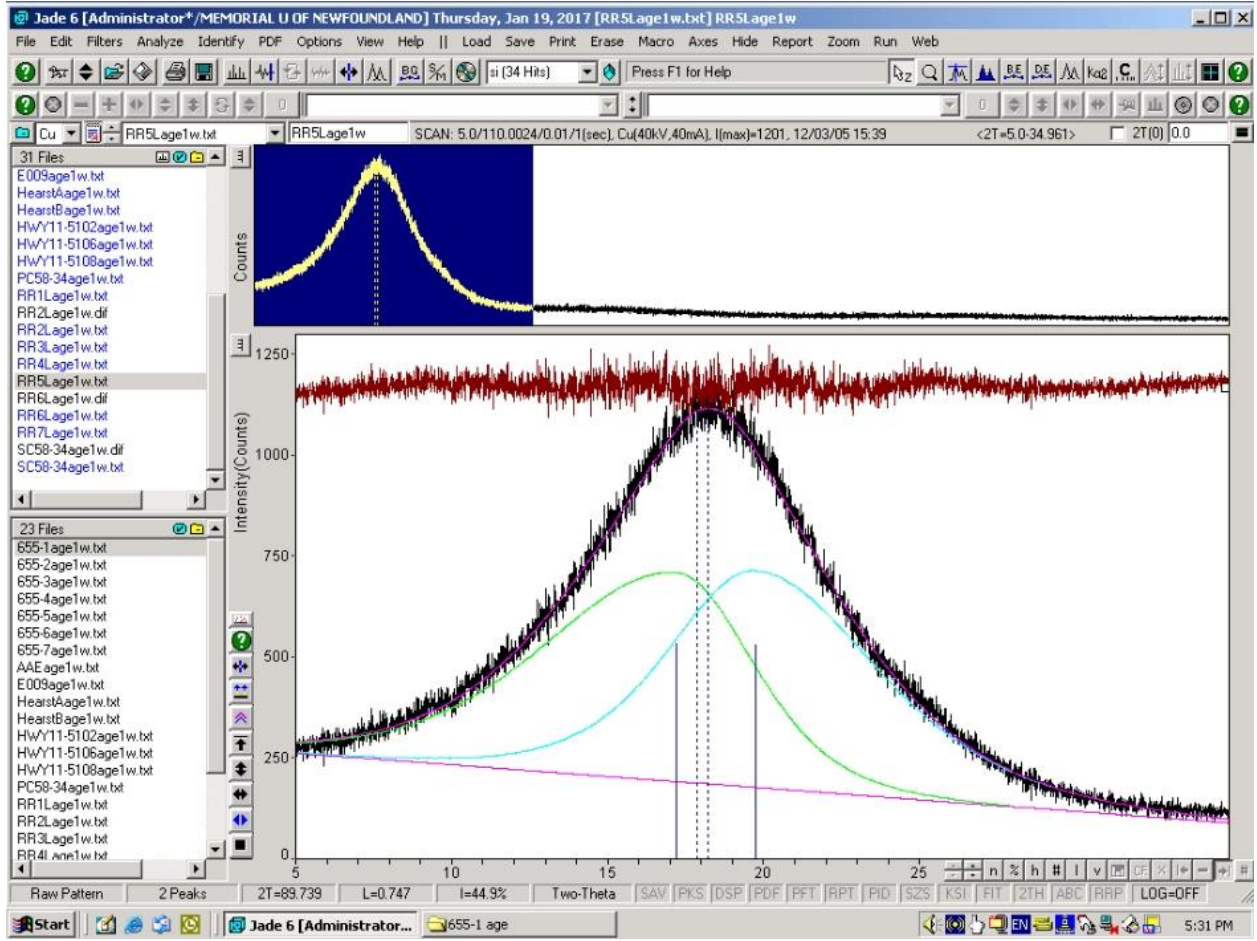 Jade 6 [Administrator*/MEMORIAL U OF NEWFOUNDLAND] Thursday, Jan 19, 2017 [RR5Lage1w.txt] RR5Lage1w
File Edit Filters Analyze Identify PDF Options View Help || Load Save Print Erase Macro Axes Hide Report Zoom Run Web
BG S/M si (34 Hits) Press F1 for Help BE DE Kα2
0 0
Cu RR5Lage1w.txt RR5Lage1w SCAN: 5.0/110.0024/0.01/1(sec), Cu(40kV,40mA), I(max)=1201, 12/03/05 15:39 <2T=5.0-34.961> 2T(0) 0.0
31 Files
E009age1w.txt
HearstAage1w.txt
HearstBage1w.txt
HWY11-5102age1w.txt
HWY11-5106age1w.txt
HWY11-5108age1w.txt
PC58-34age1w.txt
RR1Lage1w.txt
RR2Lage1w.dif
RR2Lage1w.txt
RR3Lage1w.txt
RR4Lage1w.txt
RR5Lage1w.txt
RR6Lage1w.dif
RR6Lage1w.txt
RR7Lage1w.txt
SC58-34age1w.dif
SC58-34age1w.txt
23 Files
655-1age1w.txt
655-2age1w.txt
655-3age1w.txt
655-4age1w.txt
655-5age1w.txt
655-6age1w.txt
655-7age1w.txt
AAEage1w.txt
E009age1w.txt
HearstAage1w.txt
HearstBage1w.txt
HWY11-5102age1w.txt
HWY11-5106age1w.txt
HWY11-5108age1w.txt
PC58-34age1w.txt
RR1Lage1w.txt
RR2Lage1w.txt
RR3Lage1w.txt
RR4Lage1w.txt
Counts
Intensity(Counts)
1250
1000
750
500
250
0
5 10 15 20 25
n % h # l v CF × #
Raw Pattern 2 Peaks 2T=89.739 L=0.747 I=44.9% Two-Theta SAV PKS DSP PDF PFT RPT PID SZS KSI FIT 2TH ABC RRP LOG=OFF
Start Jade 6 [Administrator... 655-1 age EN 5:31 PM